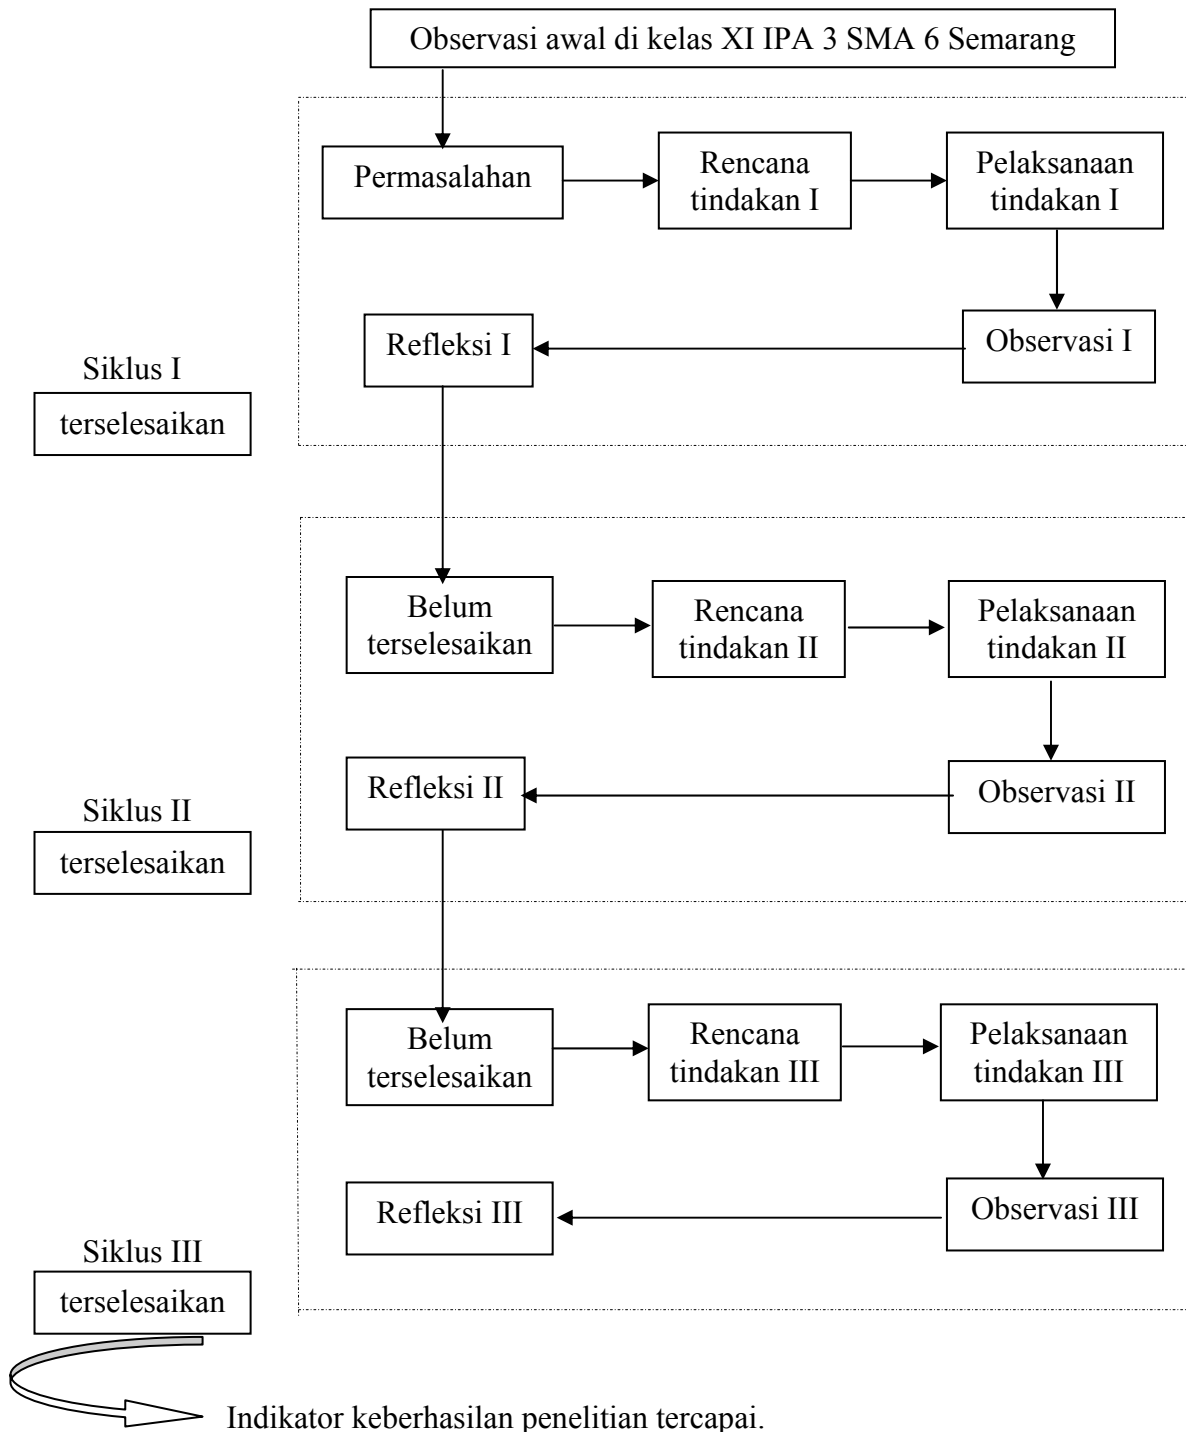 Observasi awal di kelas XI IPA 3 SMA 6 Semarang
Permasalahan
Rencana
tindakan I
Pelaksanaan
tindakan I
Refleksi I
Observasi I
Siklus I
terselesaikan
Belum
terselesaikan
Rencana
tindakan II
Pelaksanaan
tindakan II
Refleksi II
Observasi II
Siklus II
terselesaikan
Belum
terselesaikan
Rencana
tindakan III
Pelaksanaan
tindakan III
Refleksi III
Observasi III
Siklus III
terselesaikan
Indikator keberhasilan penelitian tercapai.